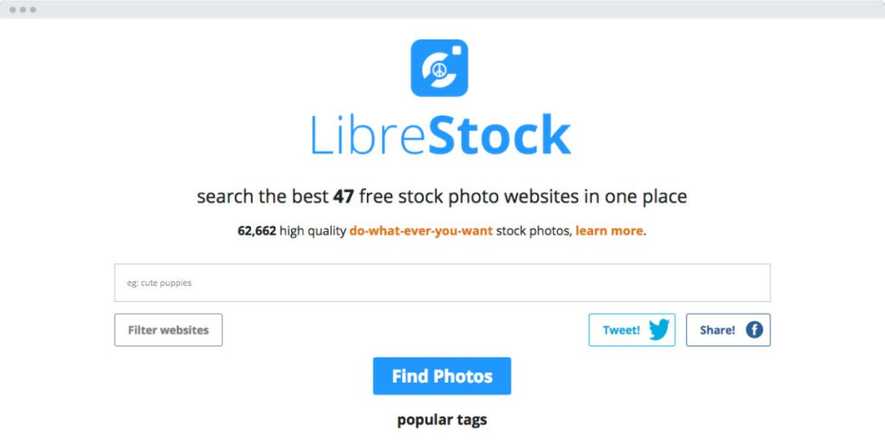 LibreStock
search the best 47 free stock photo websites in one place
62,662 high quality do-what-ever-you-want stock photos, learn more.
eg: cute puppies
Filter websites
Tweet!
Share!
Find Photos
popular tags